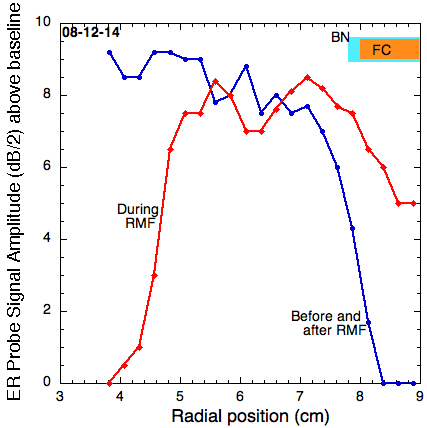 ER Probe Signal Amplitude (dB/2) above baseline
10
8
6
4
2
0
08-12-14
BN
FC
During
RMF
Before and
after RMF
3 4 5 6 7 8 9
Radial position (cm)